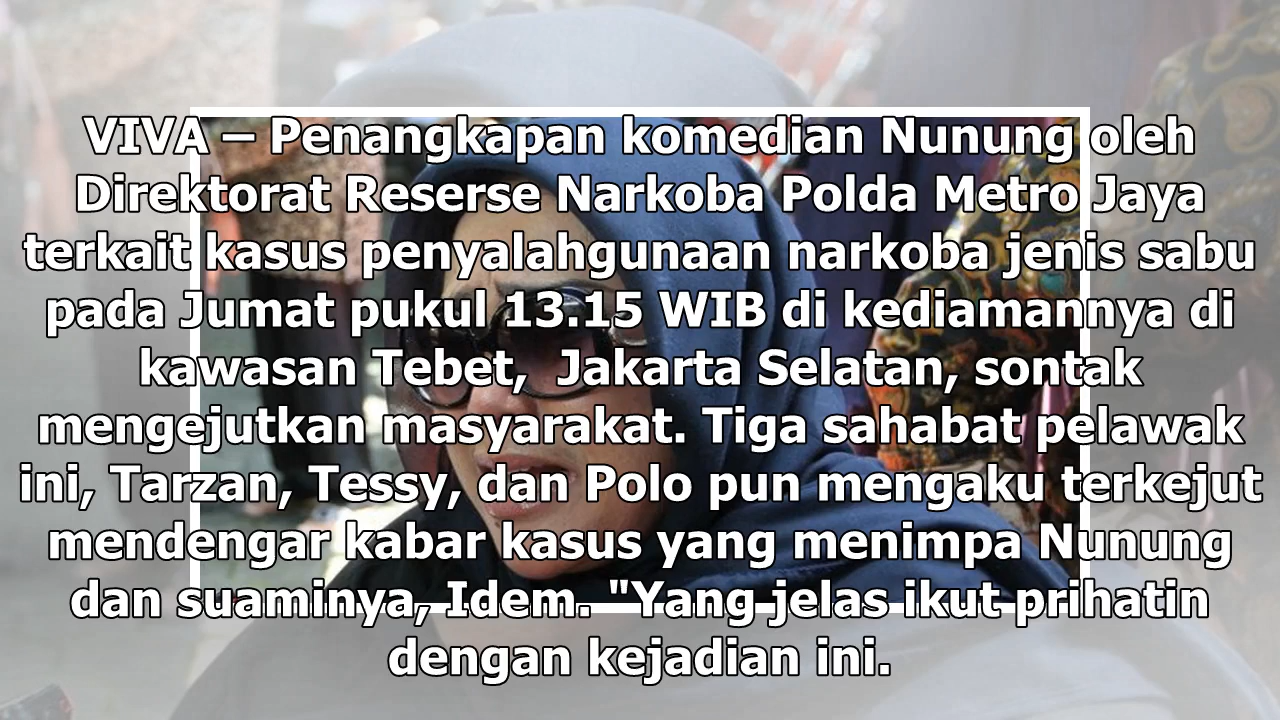 VIVA – Penangkapan komedian Nunung oleh
Direktorat Reserse Narkoba Polda Metro Jaya
terkait kasus penyalahgunaan narkoba jenis sabu
pada Jumat pukul 13.15 WIB di kediamannya di
kawasan Tebet,  Jakarta Selatan, sontak
mengejutkan masyarakat. Tiga sahabat pelawak
ini, Tarzan, Tessy, dan Polo pun mengaku terkejut
mendengar kabar kasus yang menimpa Nunung
dan suaminya, Idem. "Yang jelas ikut prihatin
dengan kejadian ini.